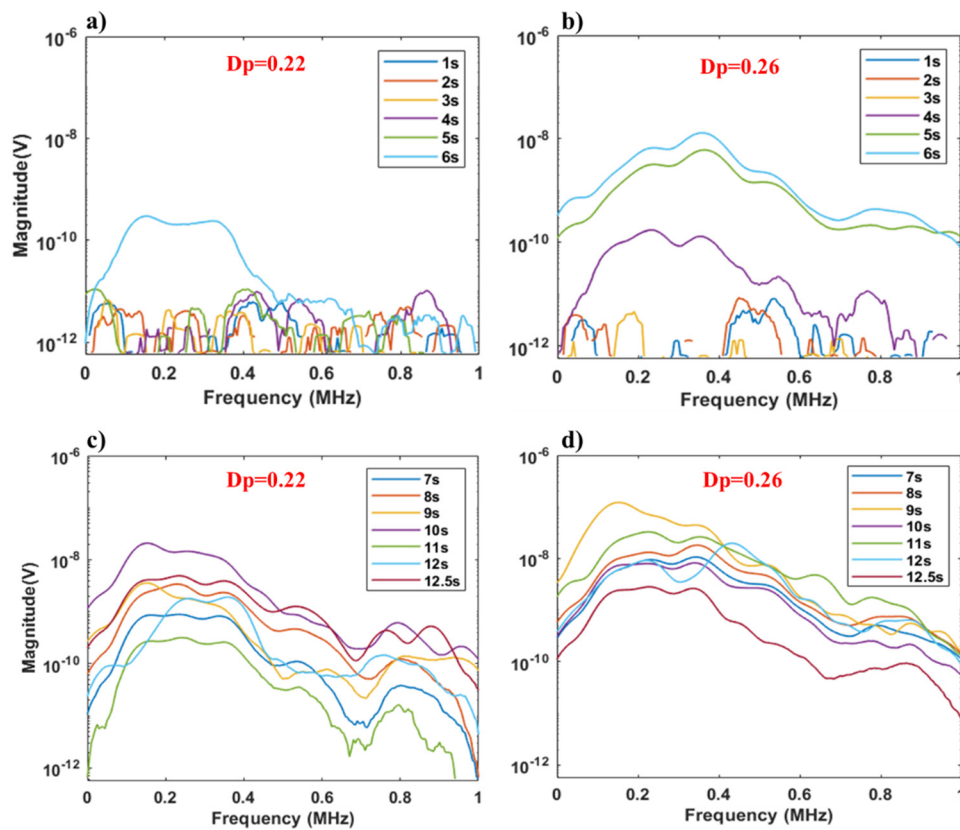 a)
Dp=0.22
1s
2s
3s
4s
5s
6s
10^-6
10^-8
10^-10
10^-12
Magnitude(V)
0 0.2 0.4 0.6 0.8 1
Frequency (MHz)
b)
Dp=0.26
1s
2s
3s
4s
5s
6s
10^-6
10^-8
10^-10
10^-12
0 0.2 0.4 0.6 0.8 1
Frequency (MHz)
c)
Dp=0.22
7s
8s
9s
10s
11s
12s
12.5s
10^-6
10^-8
10^-10
10^-12
Magnitude(V)
0 0.2 0.4 0.6 0.8 1
Frequency (MHz)
d)
Dp=0.26
7s
8s
9s
10s
11s
12s
12.5s
10^-6
10^-8
10^-10
10^-12
0 0.2 0.4 0.6 0.8 1
Frequency (MHz)